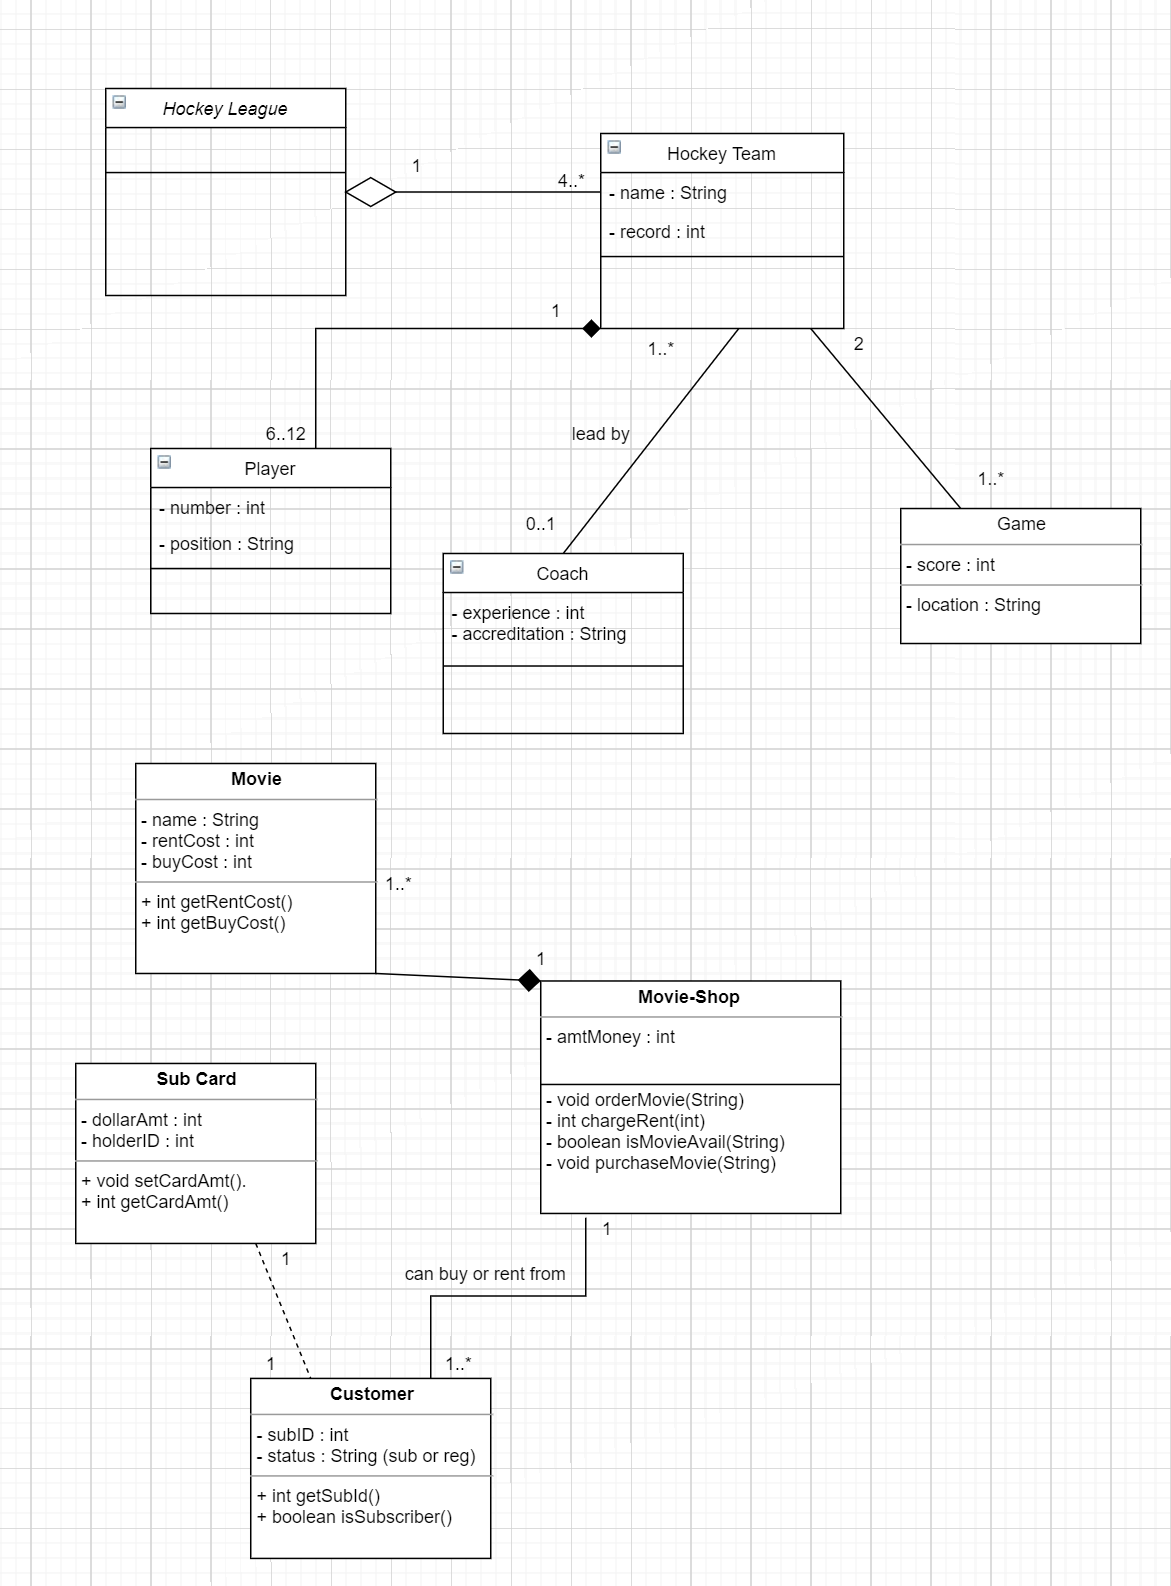 Hockey League
1
4..*
Hockey Team
- name : String
- record : int
1
1..*
2
lead by
6..12
Player
- number : int
- position : String
0..1
Coach
- experience : int
- accreditation : String
1..*
Game
- score : int
- location : String
Movie
- name : String
- rentCost : int
- buyCost : int
+ int getRentCost()
+ int getBuyCost()
1..*
1
Movie-Shop
- amtMoney : int
- void orderMovie(String)
- int chargeRent(int)
- boolean isMovieAvail(String)
- void purchaseMovie(String)
Sub Card
- dollarAmt : int
- holderID : int
+ void setCardAmt().
+ int getCardAmt()
1
1
can buy or rent from
1
1..*
Customer
- subID : int
- status : String (sub or reg)
+ int getSubId()
+ boolean isSubscriber()